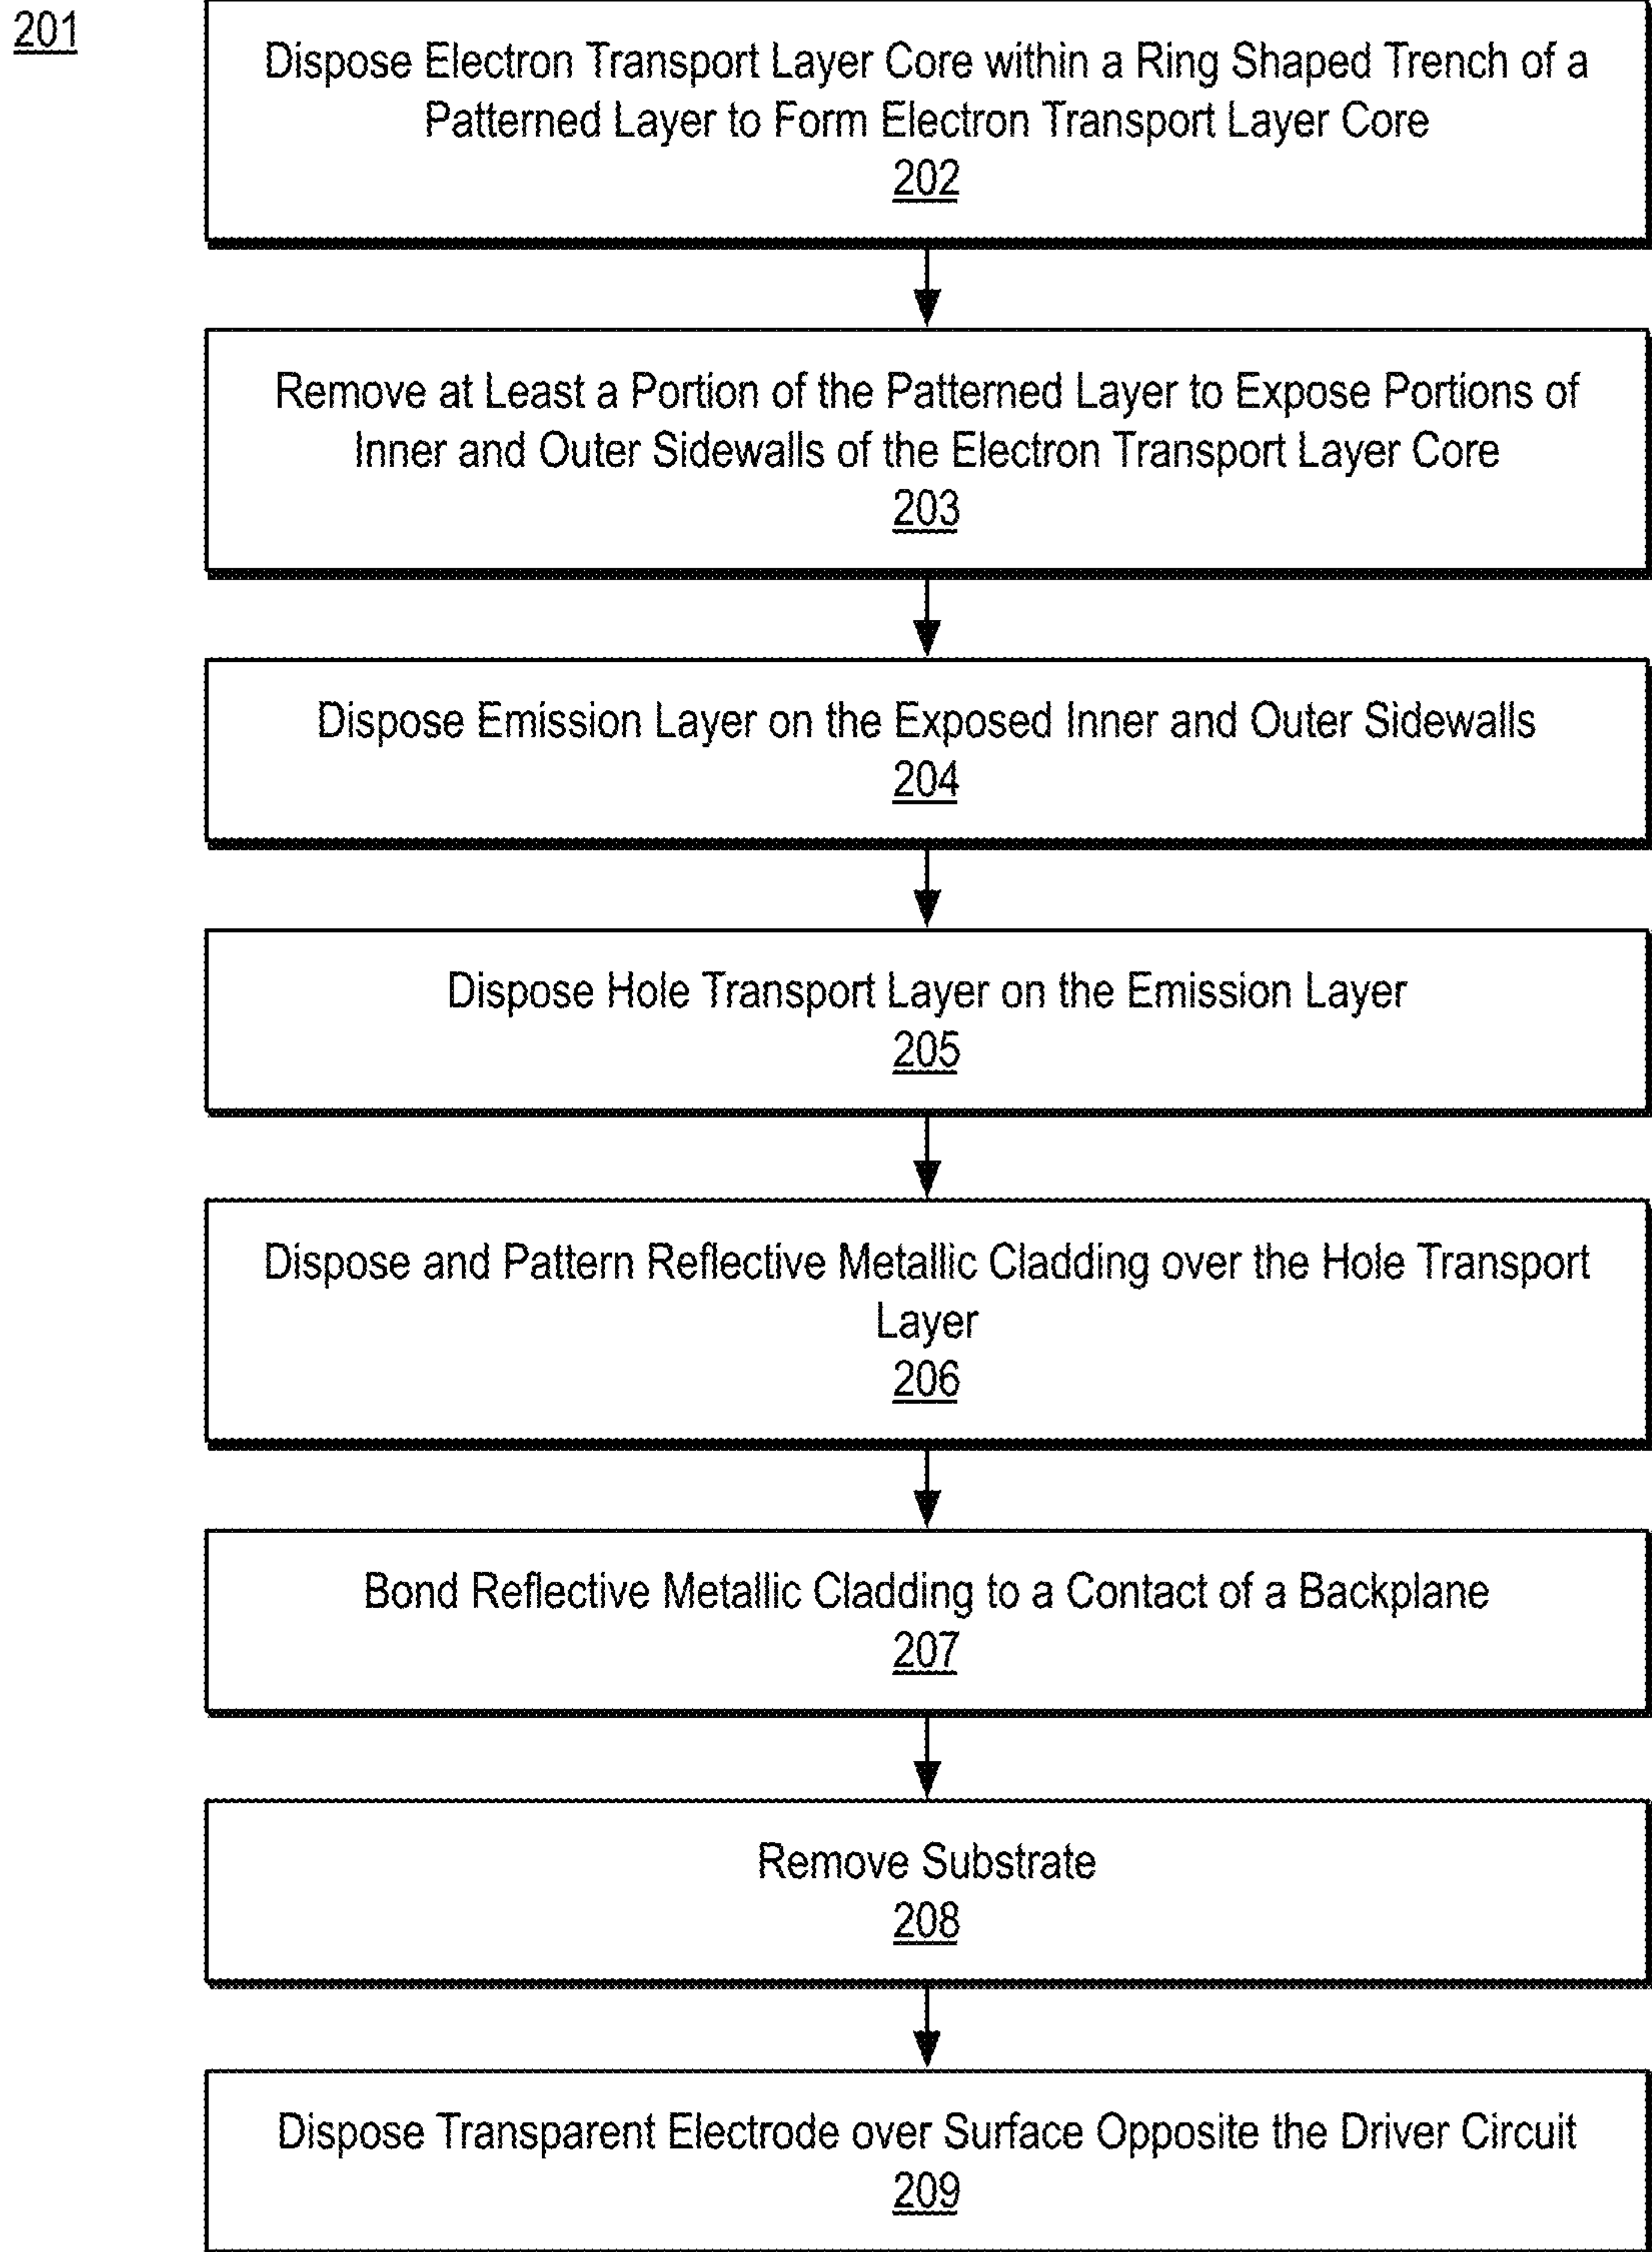 201
Dispose Electron Transport Layer Core within a Ring Shaped Trench of a
Patterned Layer to Form Electron Transport Layer Core
202
Remove at Least a Portion of the Patterned Layer to Expose Portions of
Inner and Outer Sidewalls of the Electron Transport Layer Core
203
Dispose Emission Layer on the Exposed Inner and Outer Sidewalls
204
Dispose Hole Transport Layer on the Emission Layer
205
Dispose and Pattern Reflective Metallic Cladding over the Hole Transport
Layer
206
Bond Reflective Metallic Cladding to a Contact of a Backplane
207
Remove Substrate
208
Dispose Transparent Electrode over Surface Opposite the Driver Circuit
209